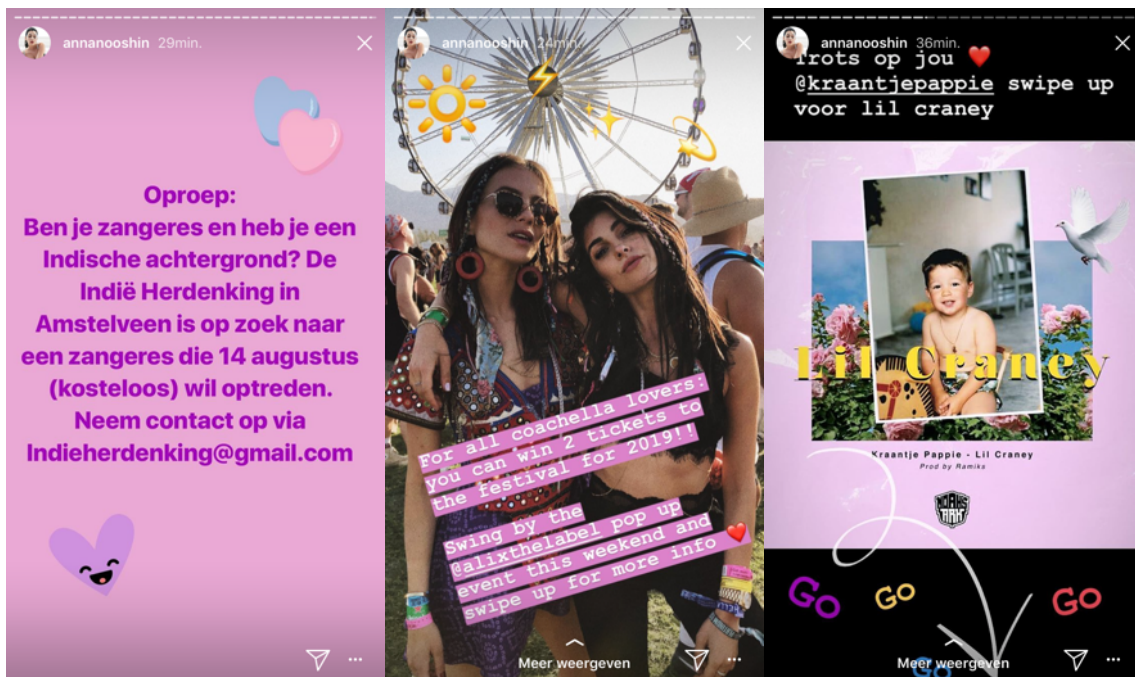 annanooshin 29min.
Oproep:
Ben je zangeres en heb je een
Indische achtergrond? De
Indië Herdenking in
Amstelveen is op zoek naar
een zangeres die 14 augustus
(kosteloos) wil optreden.
Neem contact op via
Indieherdenking@gmail.com
annanooshin 24min.
For all coachella lovers:
you can win 2 tickets to
the festival for 2019!!
Swing by the
@alixthelabel pop up
event this weekend and
swipe up for more info
Meer weergeven
annanooshin 36min.
Trots op jou
@kraantjepappie swipe up
voor lil craney
Lil Craney
Kraantje Pappie - Lil Craney
Prod by Ramiks
NOAH'S
ARK
GO
GO
GO
GO
Meer weergeven